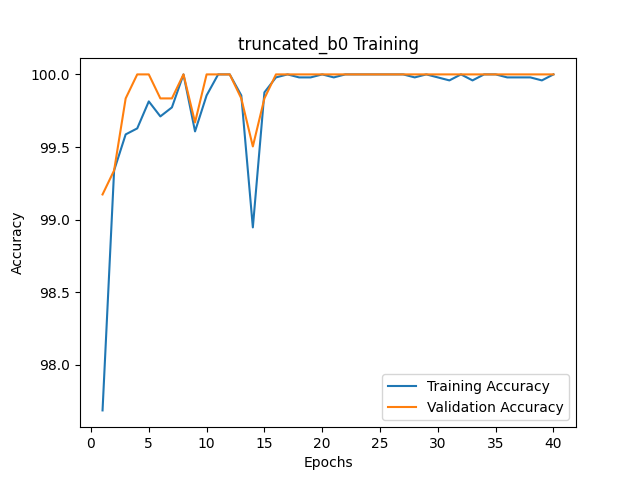 truncated_b0 Training
Accuracy
100.0
99.5
99.0
98.5
98.0
0 5 10 15 20 25 30 35 40
Epochs
Training Accuracy
Validation Accuracy